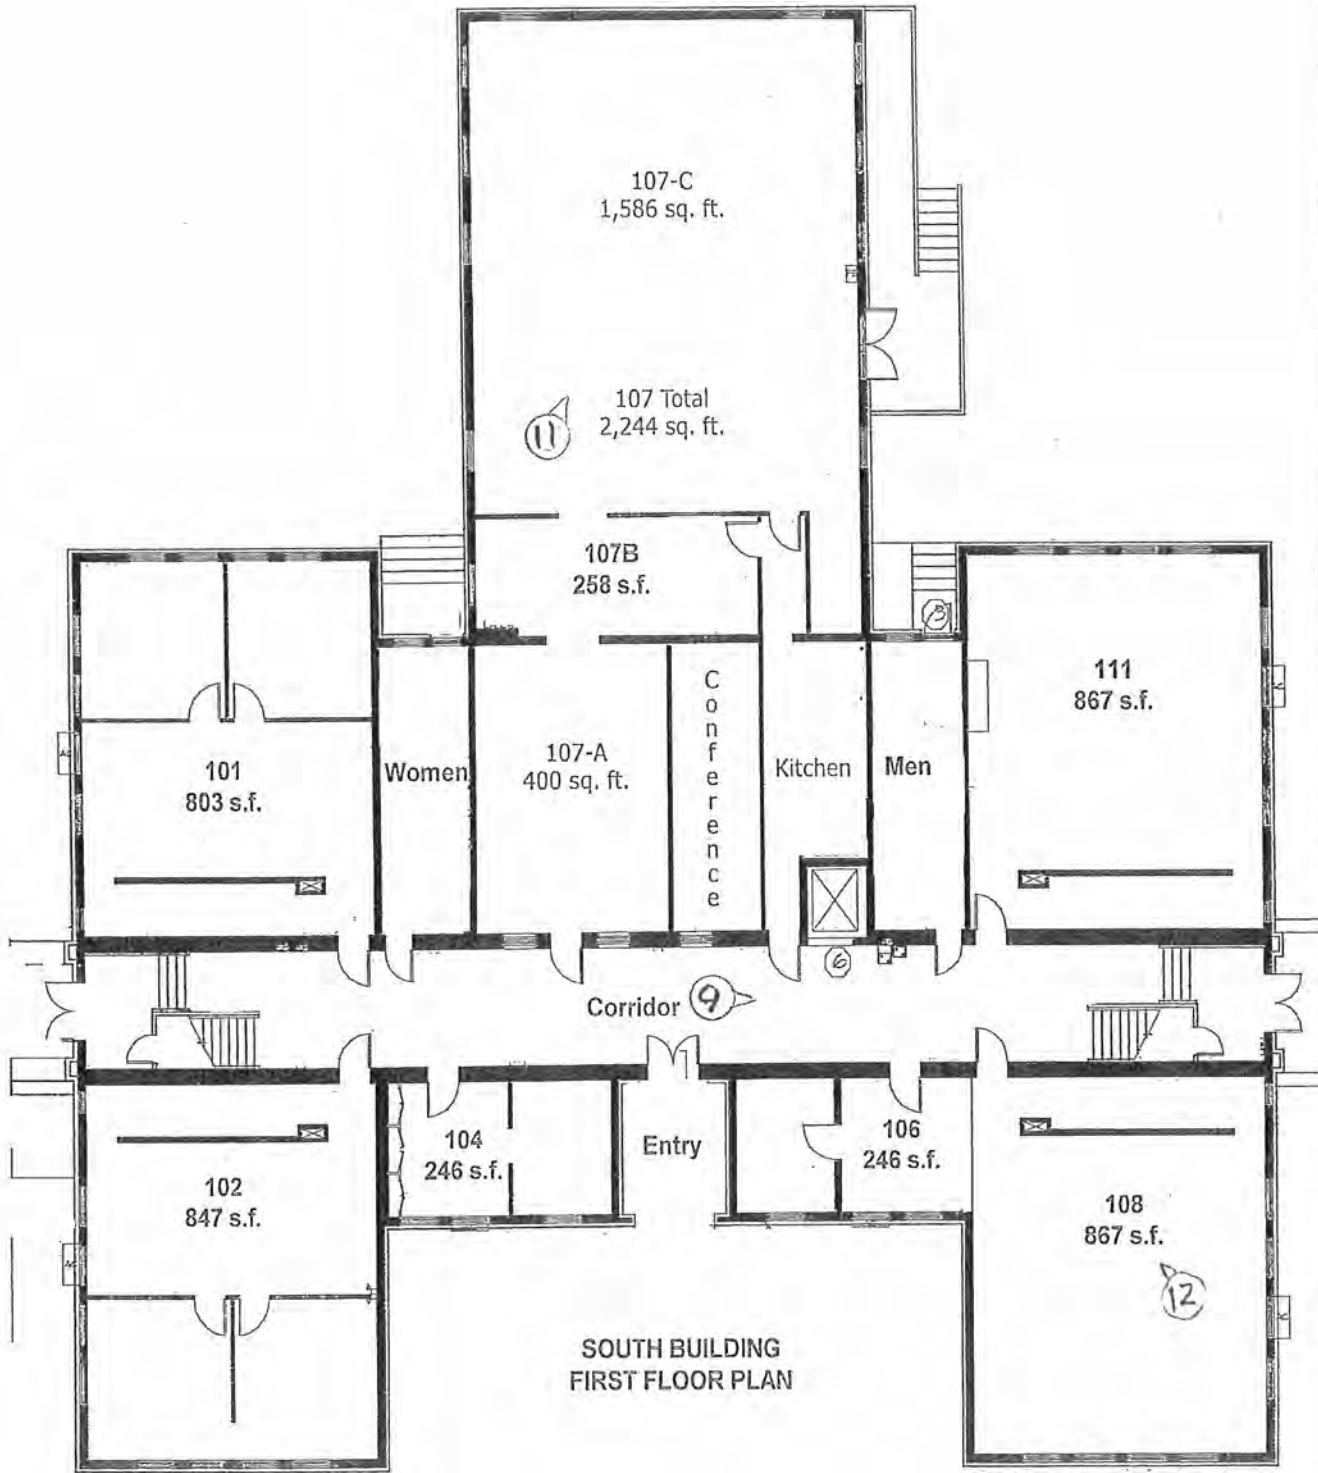 107-C
1,586 sq. ft.
107 Total
2,244 sq. ft.
11
107B
258 s.f.
3
111
867 s.f.
101
803 s.f.
Women
107-A
400 sq. ft.
Conference
Kitchen
Men
6
Corridor
9
104
246 s.f.
Entry
106
246 s.f.
102
847 s.f.
108
867 s.f.
12
SOUTH BUILDING
FIRST FLOOR PLAN